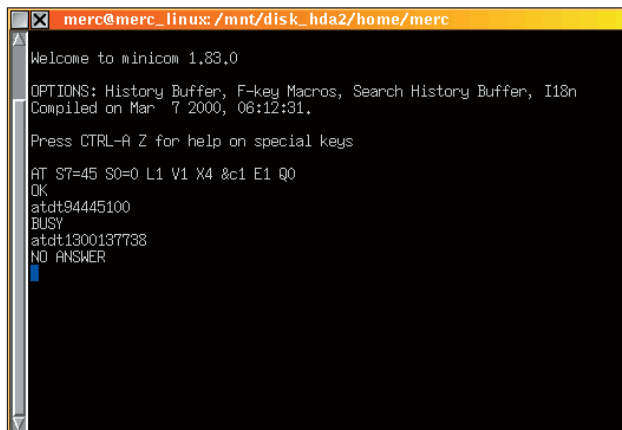 merc@merc_linux: /mnt/disk_hda2/home/merc
Welcome to minicom 1.83.0
OPTIONS: History Buffer, F-key Macros, Search History Buffer, I18n
Compiled on Mar 7 2000, 06:12:31.
Press CTRL-A Z for help on special keys
AT S7=45 S0=0 L1 V1 X4 &c1 E1 Q0
OK
atdt94445100
BUSY
atdt1300137738
NO ANSWER